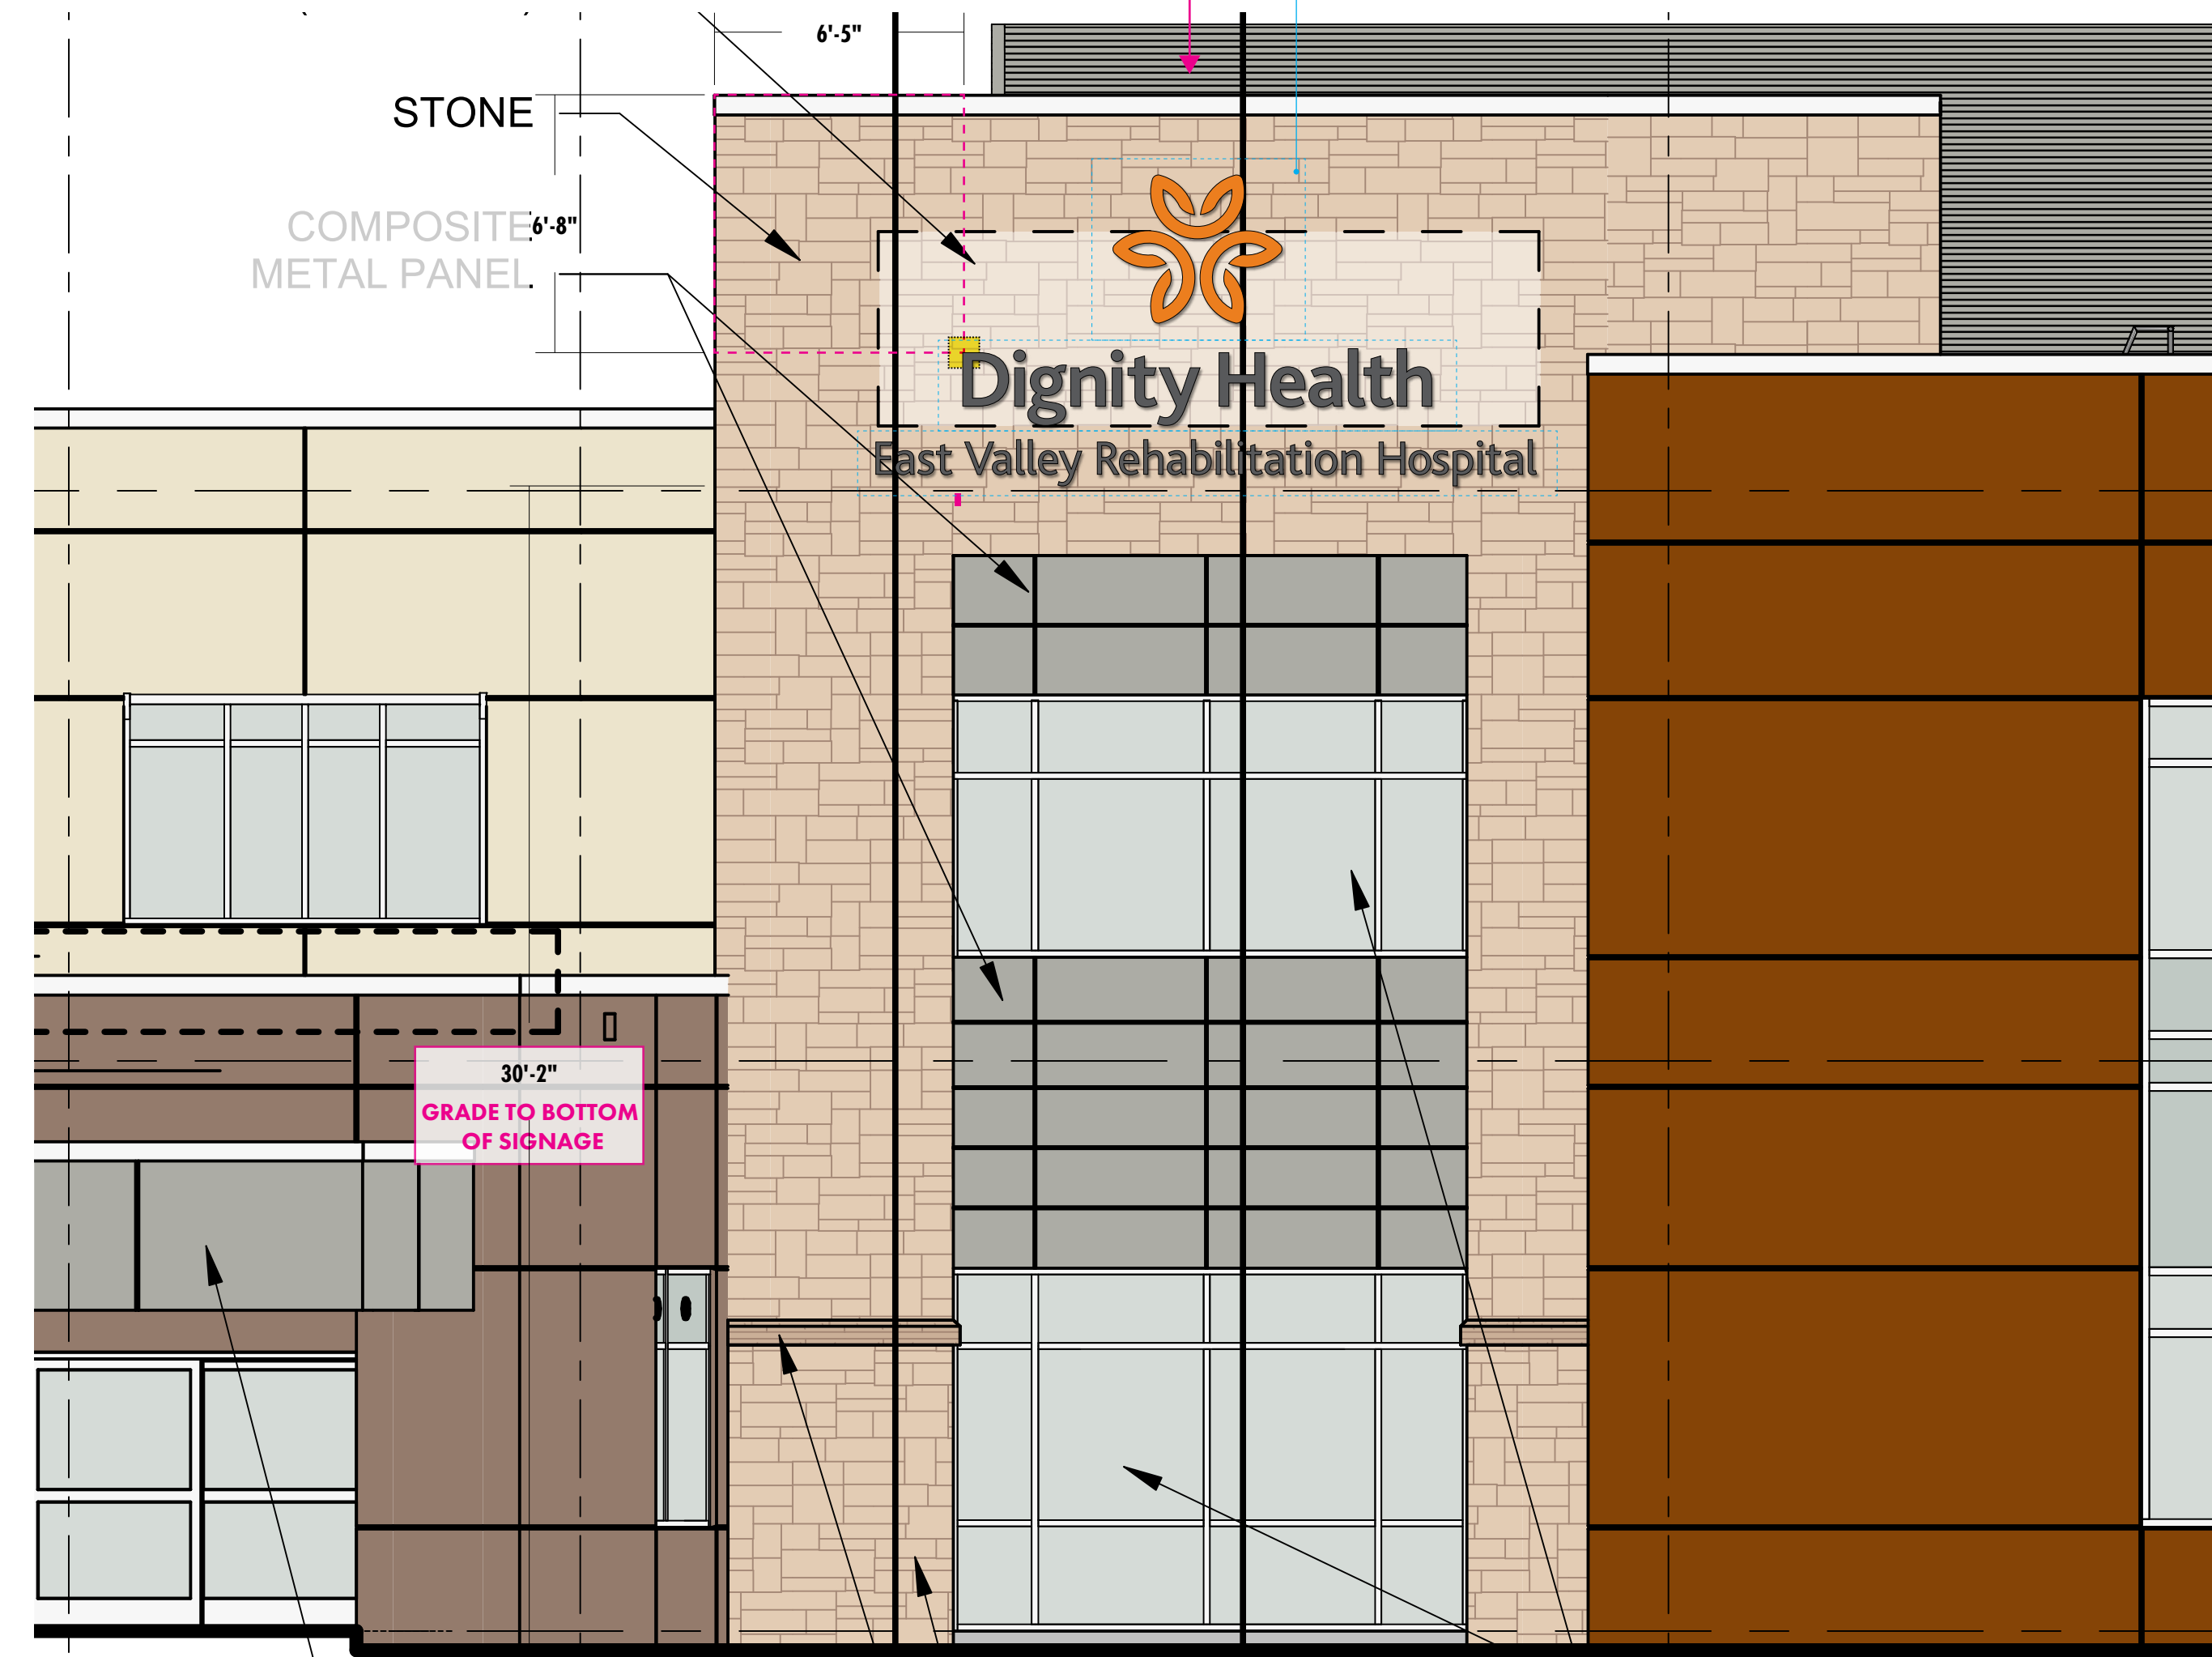 6'-5"
STONE
COMPOSITE
METAL PANEL
6'-8"
Dignity Health
East Valley Rehabilitation Hospital
30'-2"
GRADE TO BOTTOM
OF SIGNAGE